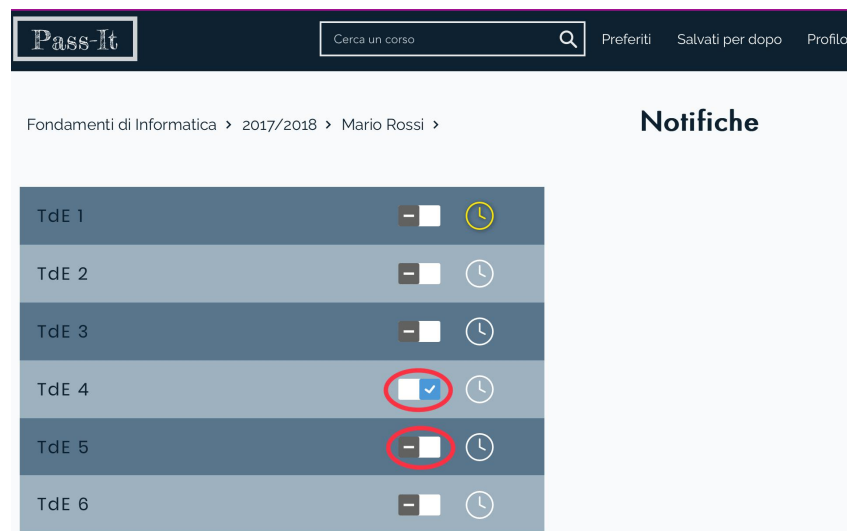 Pass-It
Cerca un corso
Preferiti Salvati per dopo Profilo
Fondamenti di Informatica > 2017/2018 > Mario Rossi >
Notifiche
TdE 1
TdE 2
TdE 3
TdE 4
TdE 5
TdE 6